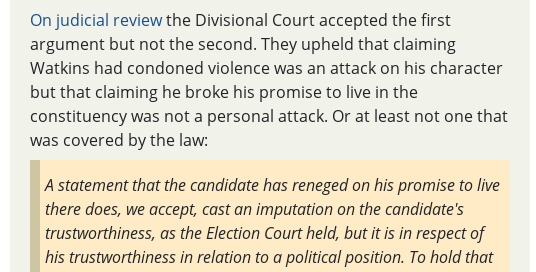 On judicial review the Divisional Court accepted the first
argument but not the second. They upheld that claiming
Watkins had condoned violence was an attack on his character
but that claiming he broke his promise to live in the
constituency was not a personal attack. Or at least not one that
was covered by the law:
A statement that the candidate has reneged on his promise to live
there does, we accept, cast an imputation on the candidate's
trustworthiness, as the Election Court held, but it is in respect of
his trustworthiness in relation to a political position. To hold that